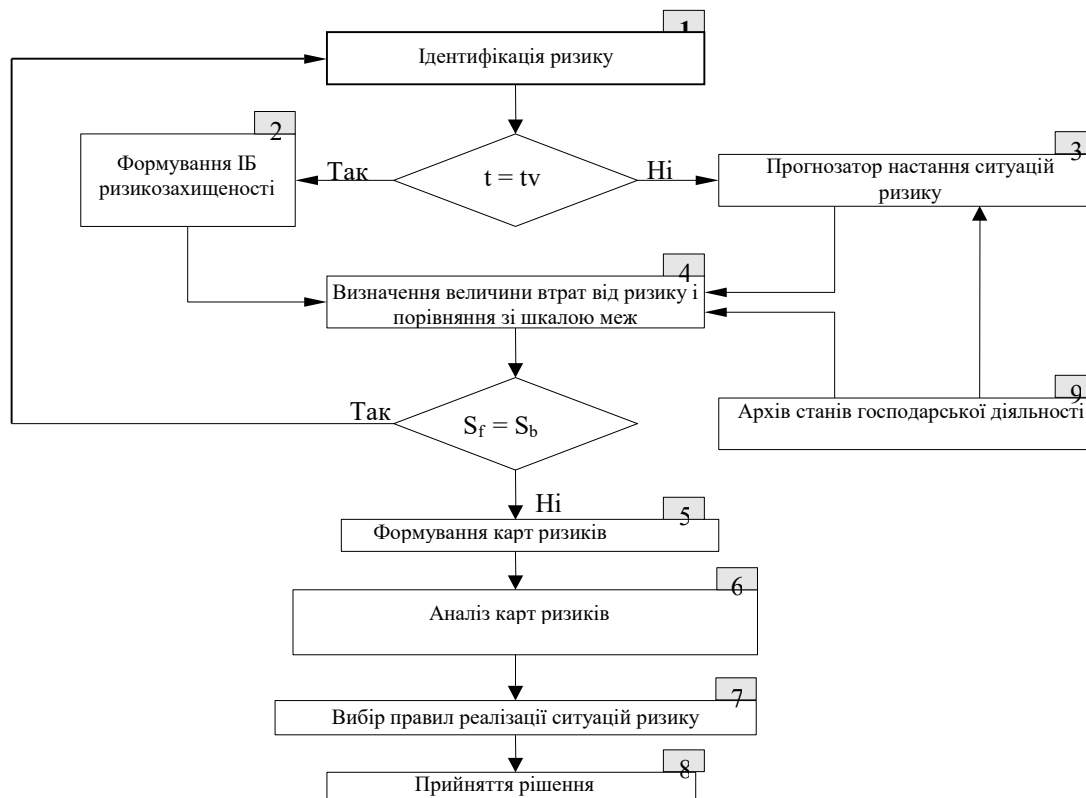 1
Ідентифікація ризику
2
Формування ІБ
ризикозахищеності
Так
t = tv
Ні
3
Прогнозатор настання ситуацій
ризику
4
Визначення величини втрат від ризику і
порівняння зі шкалою меж
Так
Sf = Sb
9
Архів станів господарської діяльності
Ні
5
Формування карт ризиків
6
Аналіз карт ризиків
7
Вибір правил реалізації ситуацій ризику
8
Прийняття рішення